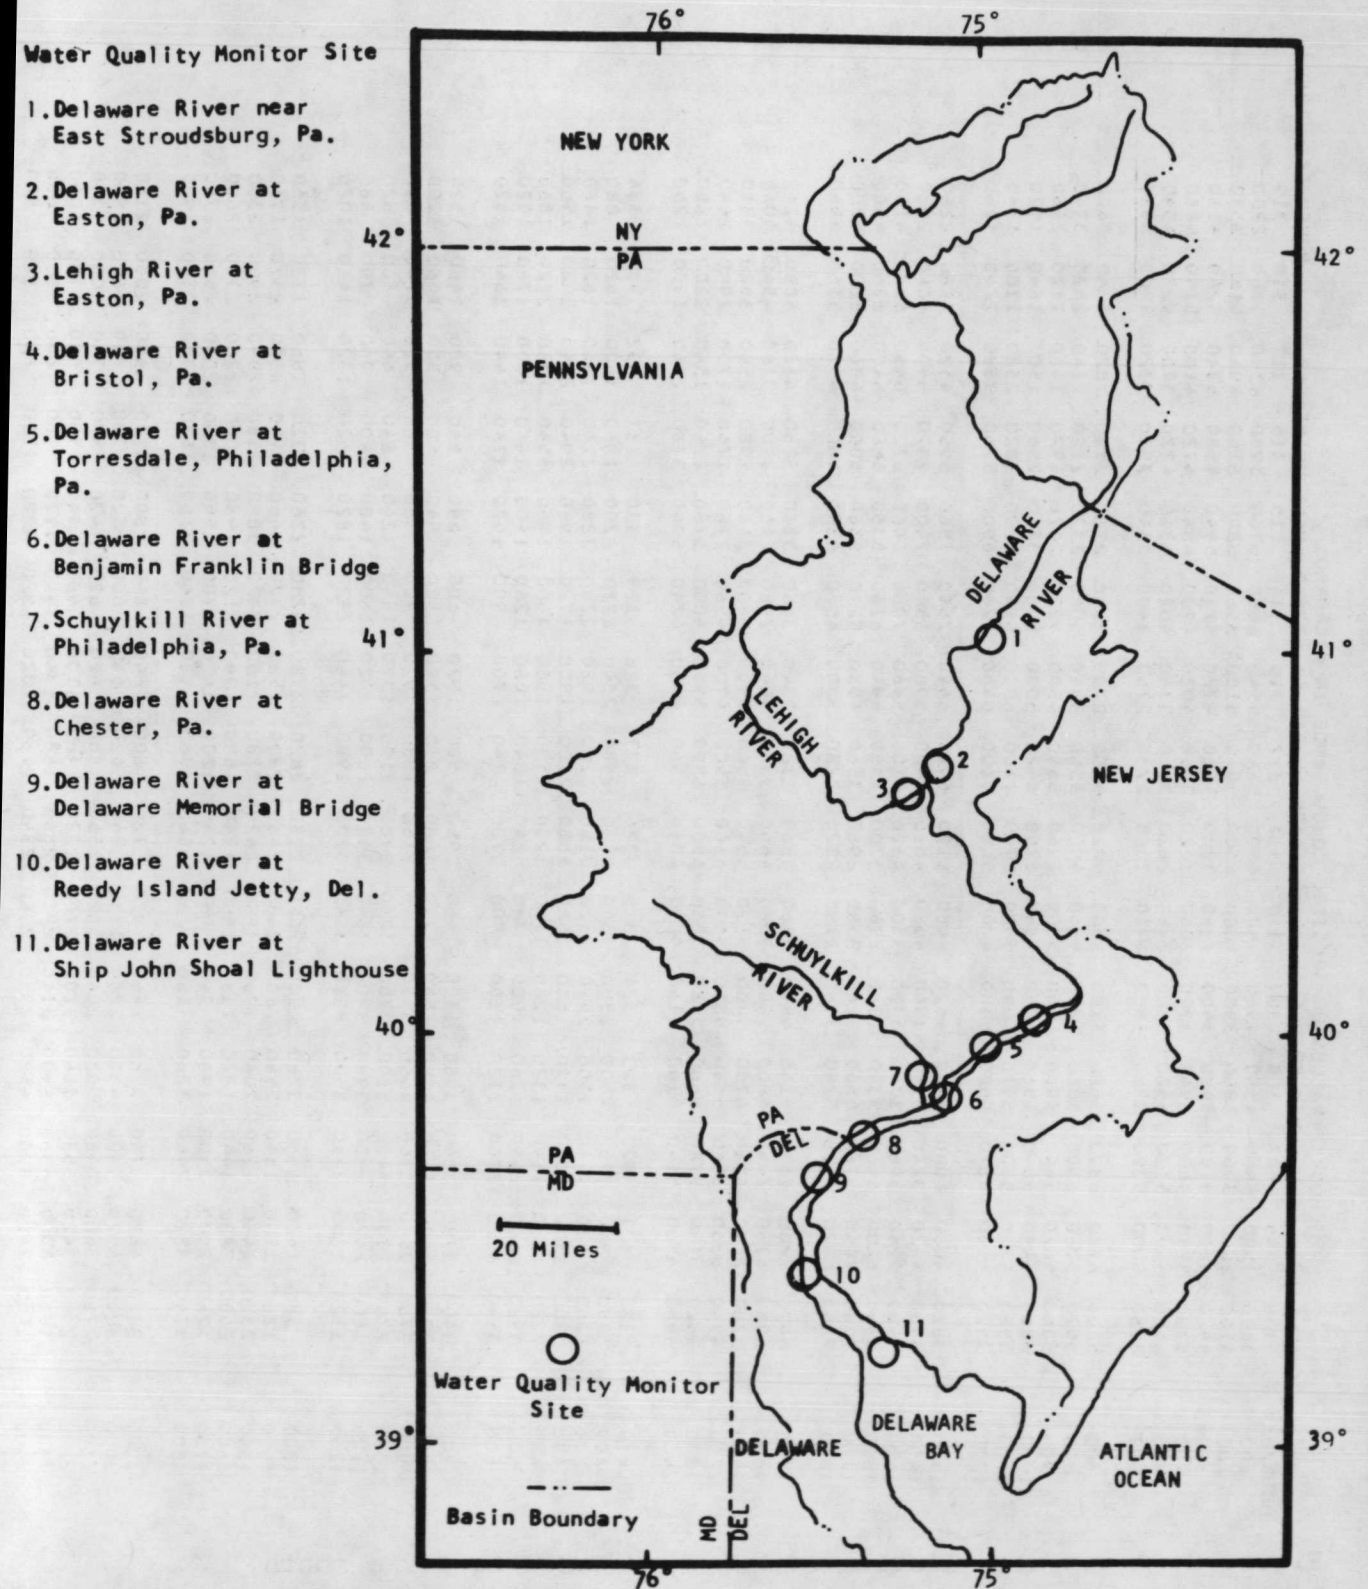 76°
75°
Water Quality Monitor Site
1.Delaware River near
East Stroudsburg, Pa.
2.Delaware River at
Easton, Pa.
3.Lehigh River at
Easton, Pa.
4.Delaware River at
Bristol, Pa.
5.Delaware River at
Torresdale, Philadelphia,
Pa.
6.Delaware River at
Benjamin Franklin Bridge
7.Schuylkill River at
Philadelphia, Pa.
8.Delaware River at
Chester, Pa.
9.Delaware River at
Delaware Memorial Bridge
10.Delaware River at
Reedy Island Jetty, Del.
11.Delaware River at
Ship John Shoal Lighthouse
NEW YORK
42°
NY
PA
42°
PENNSYLVANIA
DELAWARE
RIVER
1
41°
41°
LEHIGH
RIVER
2
3
NEW JERSEY
SCHUYLKILL
RIVER
40°
4
40°
5
7
6
PA
DEL
8
PA
MD
9
20 Miles
10
11
Water Quality Monitor
Site
DELAWARE
BAY
39°
DELAWARE
39°
ATLANTIC
OCEAN
Basin Boundary
MD
DEL
76°
75°